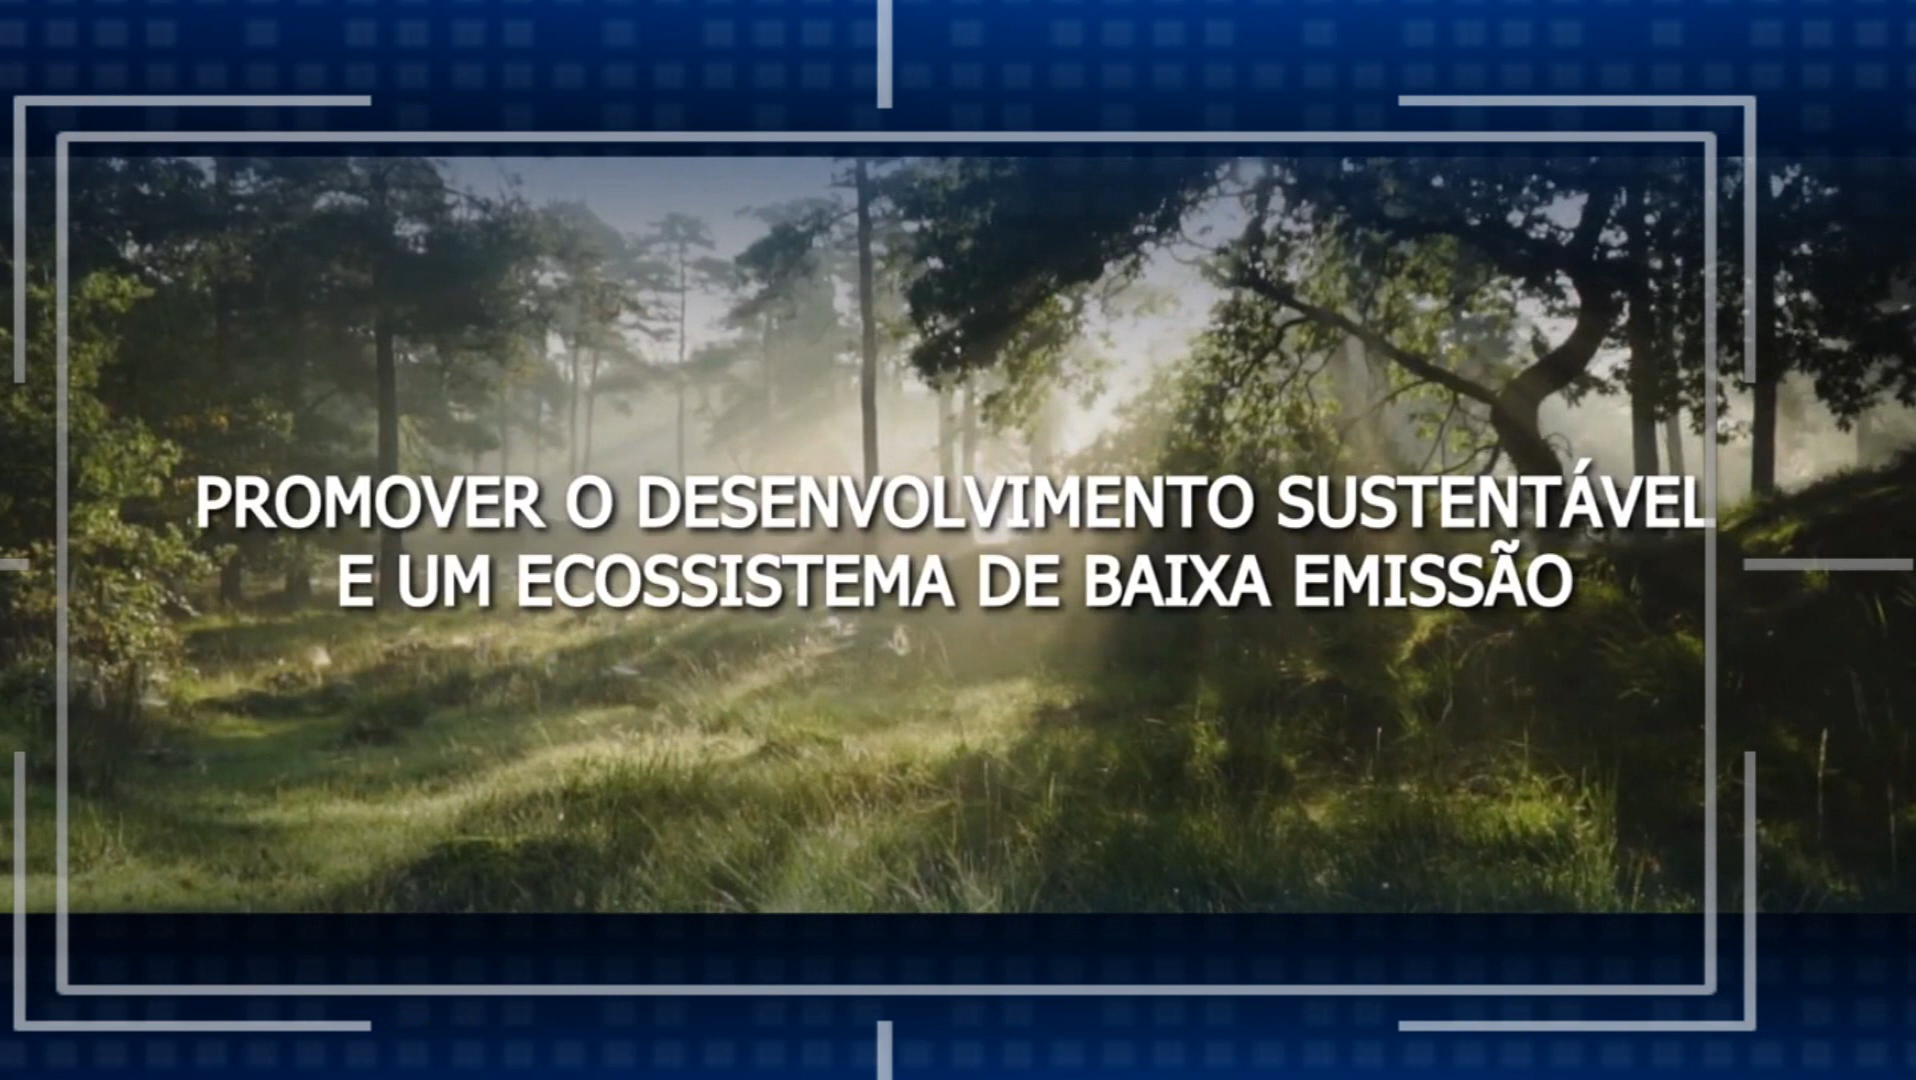 PROMOVER O DESENVOLVIMENTO SUSTENTÁVEL
E UM ECOSSISTEMA DE BAIXA EMISSÃO